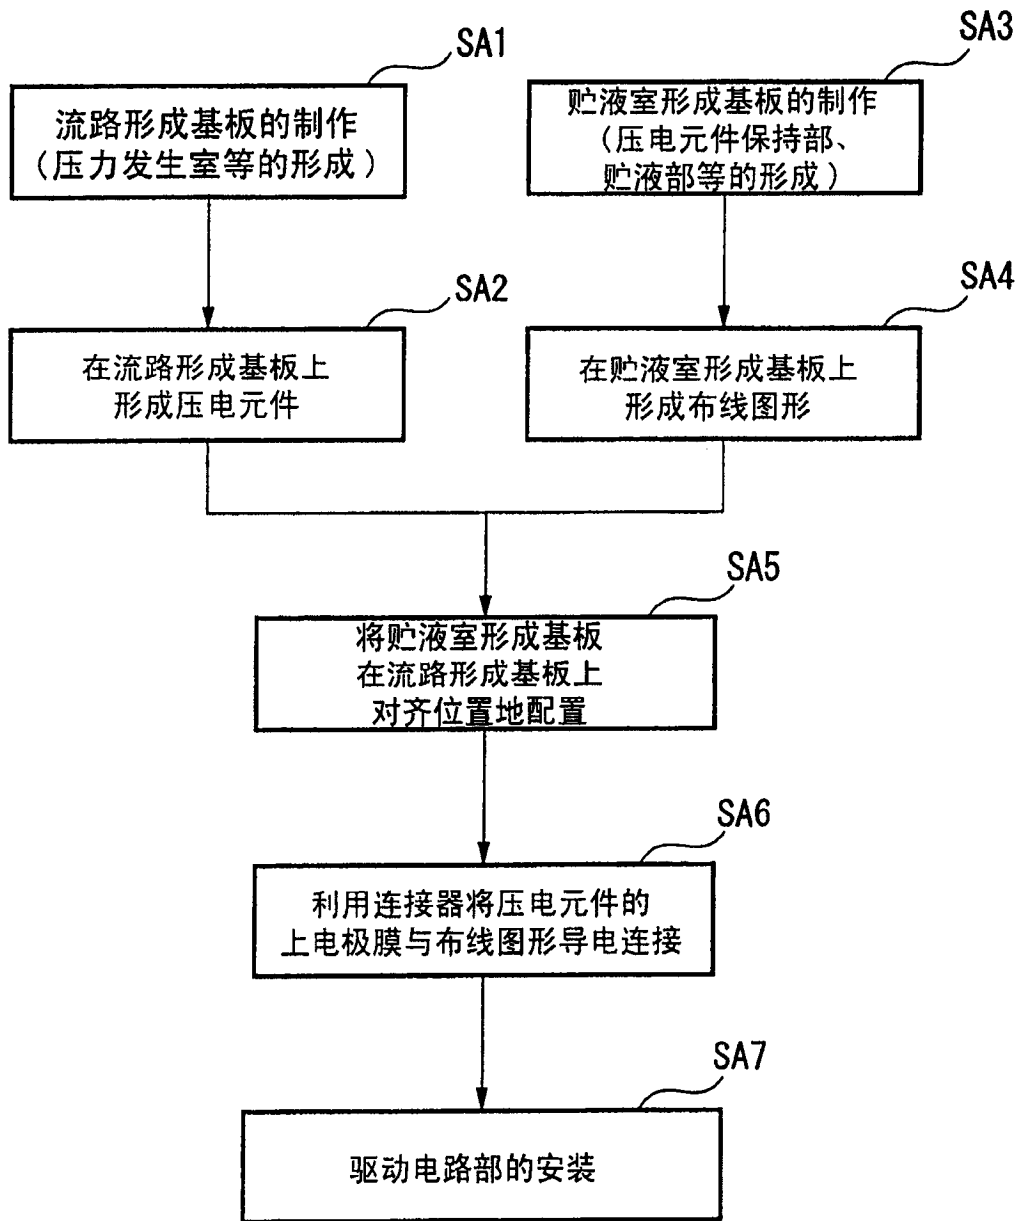 SA1
流路形成基板的制作
(压力发生室等的形成)
SA3
贮液室形成基板的制作
(压电元件保持部、
贮液部等的形成)
SA2
在流路形成基板上
形成压电元件
SA4
在贮液室形成基板上
形成布线图形
SA5
将贮液室形成基板
在流路形成基板上
对齐位置地配置
SA6
利用连接器将压电元件的
上电极膜与布线图形导电连接
SA7
驱动电路部的安装